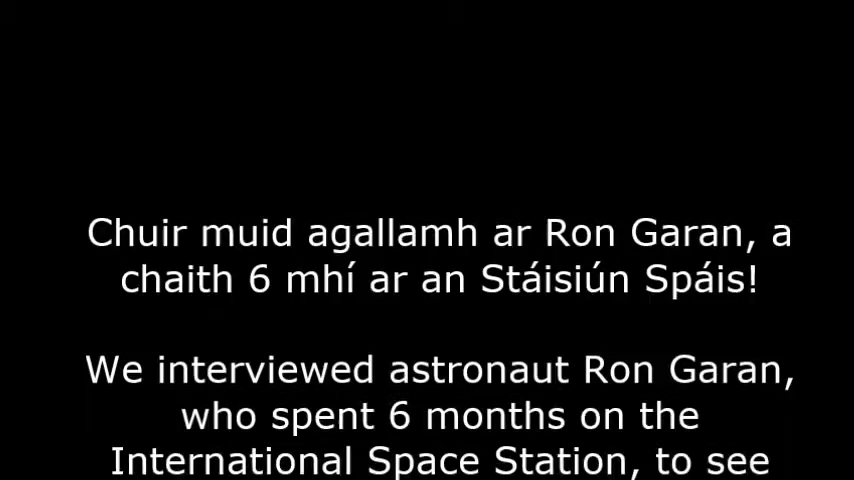 Chuir muid agallamh ar Ron Garan, a
chaith 6 mhí ar an Stáisiún Spáis!
We interviewed astronaut Ron Garan,
who spent 6 months on the
International Space Station, to see